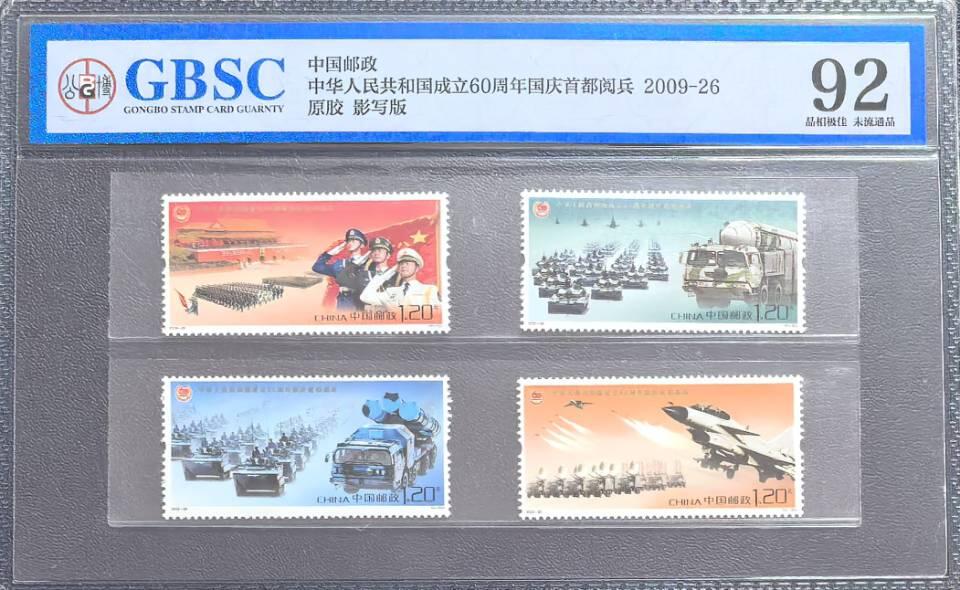 公博
GBSC
GONGBO STAMP CARD GUARNTY
中国邮政
中华人民共和国成立60周年国庆首都阅兵 2009-26
原胶 影写版
92
品相极佳 未流通品
CHINA 中国邮政 1.20元
CHINA 中国邮政 1.20元
CHINA 中国邮政 1.20元
CHINA 中国邮政 1.20元